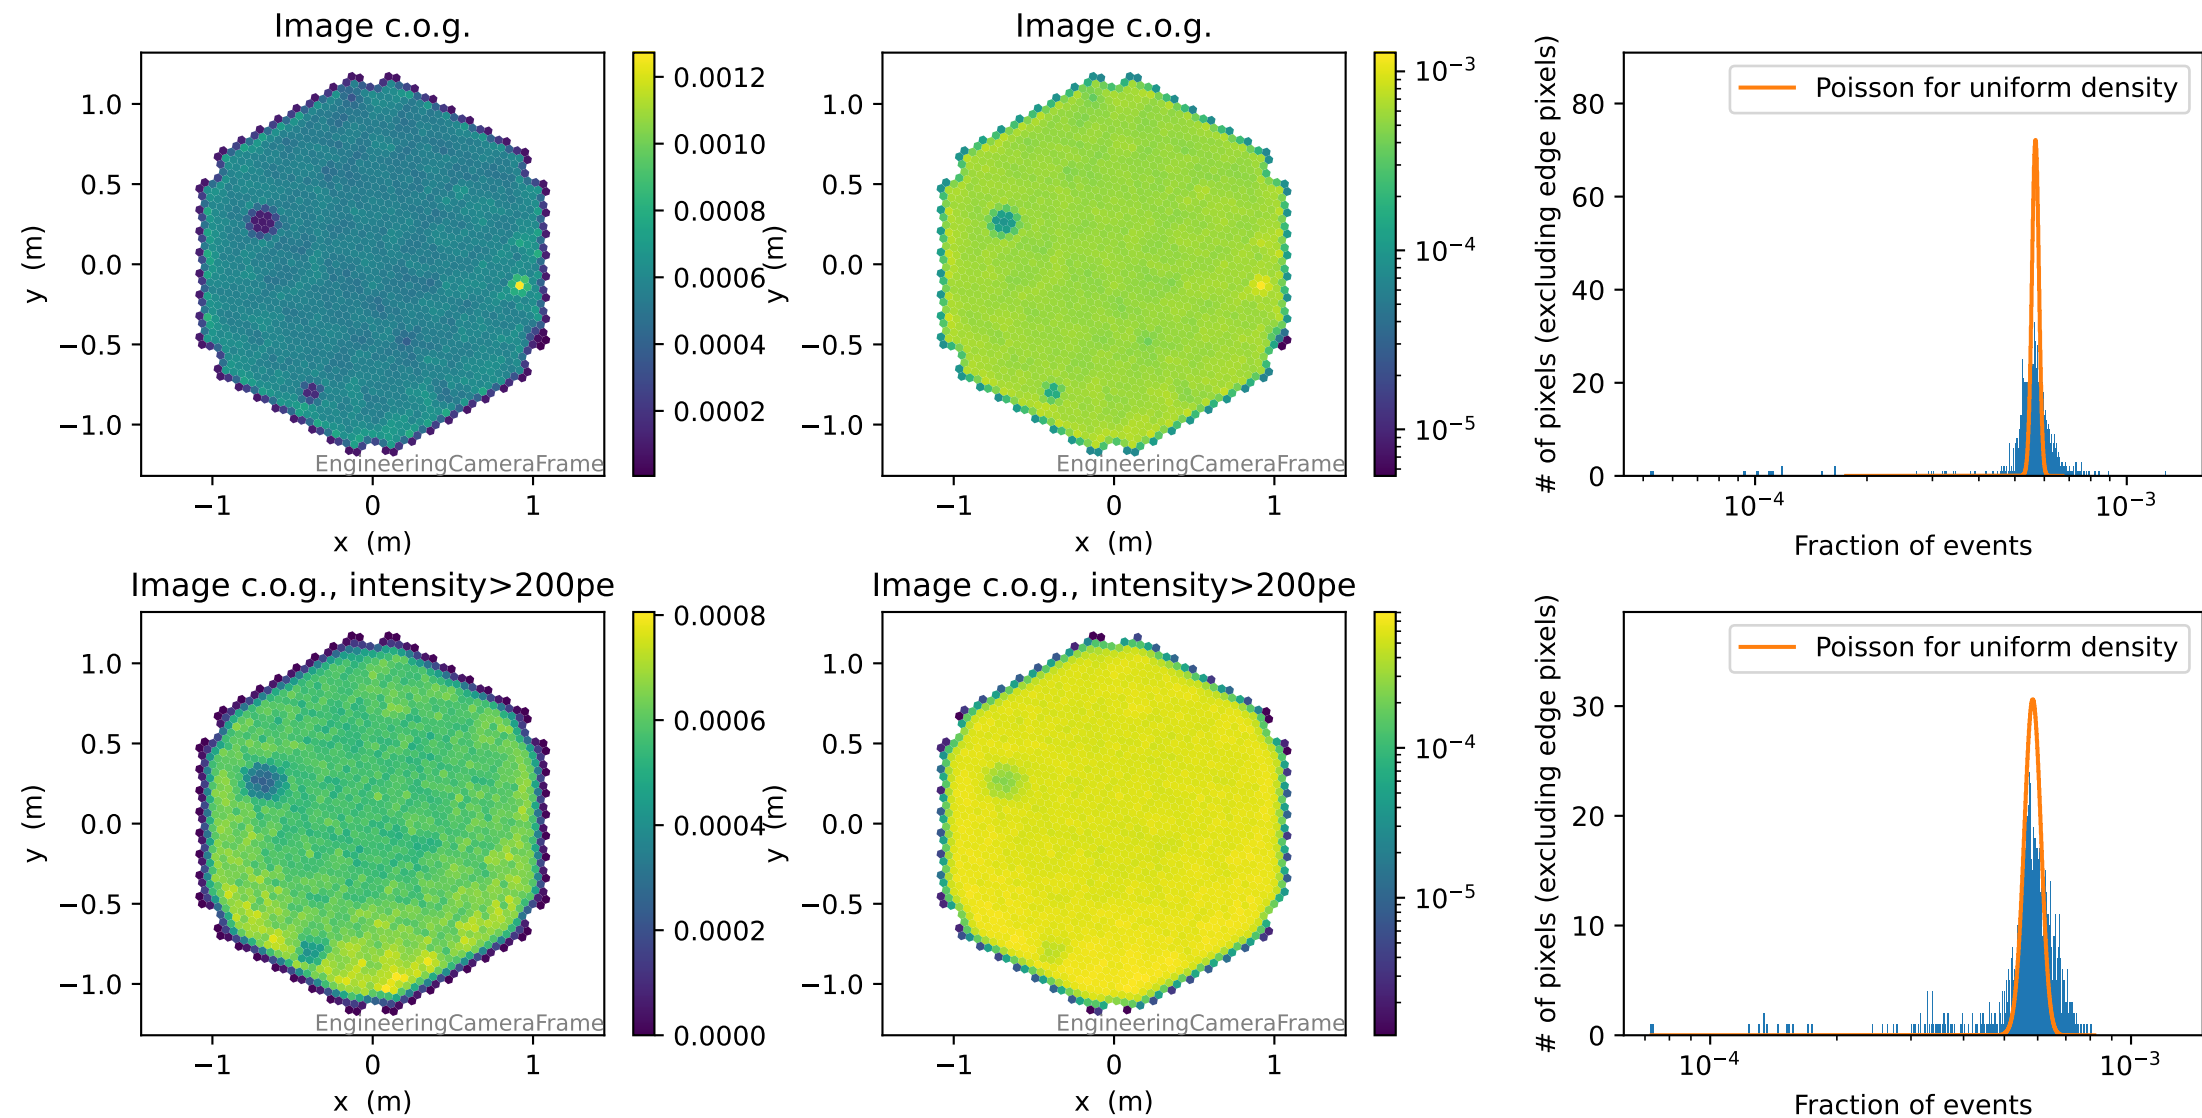 Image c.o.g.
1.0
0.5
0.0
−0.5
−1.0
y (m)
−1
0
1
x (m)
EngineeringCameraFrame
0.0012
0.0010
0.0008
0.0006
0.0004
0.0002
Image c.o.g.
1.0
0.5
0.0
−0.5
−1.0
y (m)
−1
0
1
x (m)
EngineeringCameraFrame
10⁻³
10⁻⁴
10⁻⁵
Poisson for uniform density
# of pixels (excluding edge pixels)
80
60
40
20
0
10⁻⁴
10⁻³
Fraction of events
Image c.o.g., intensity>200pe
1.0
0.5
0.0
−0.5
−1.0
y (m)
−1
0
1
x (m)
EngineeringCameraFrame
0.0008
0.0006
0.0004
0.0002
0.0000
Image c.o.g., intensity>200pe
1.0
0.5
0.0
−0.5
−1.0
y (m)
−1
0
1
x (m)
EngineeringCameraFrame
10⁻⁴
10⁻⁵
Poisson for uniform density
# of pixels (excluding edge pixels)
30
20
10
0
10⁻⁴
10⁻³
Fraction of events